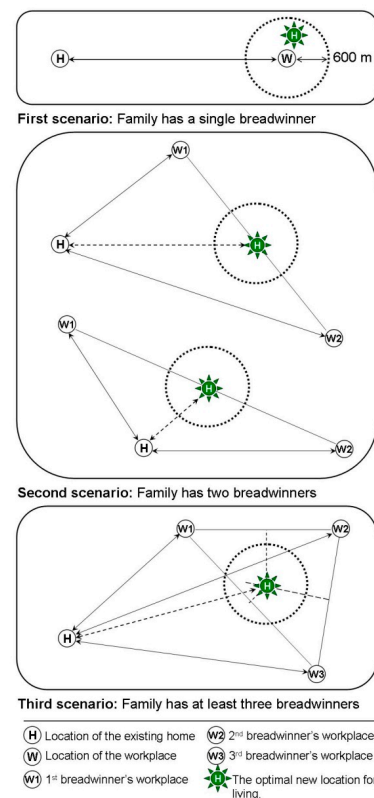 H
H
W
600 m
First scenario: Family has a single breadwinner
W1
H
H
W2
W1
H
H
W2
Second scenario: Family has two breadwinners
W1
W2
H
H
W3
Third scenario: Family has at least three breadwinners
H Location of the existing home
W2 2nd breadwinner's workplace
W Location of the workplace
W3 3rd breadwinner's workplace
W1 1st breadwinner's workplace
H The optimal new location for
living.